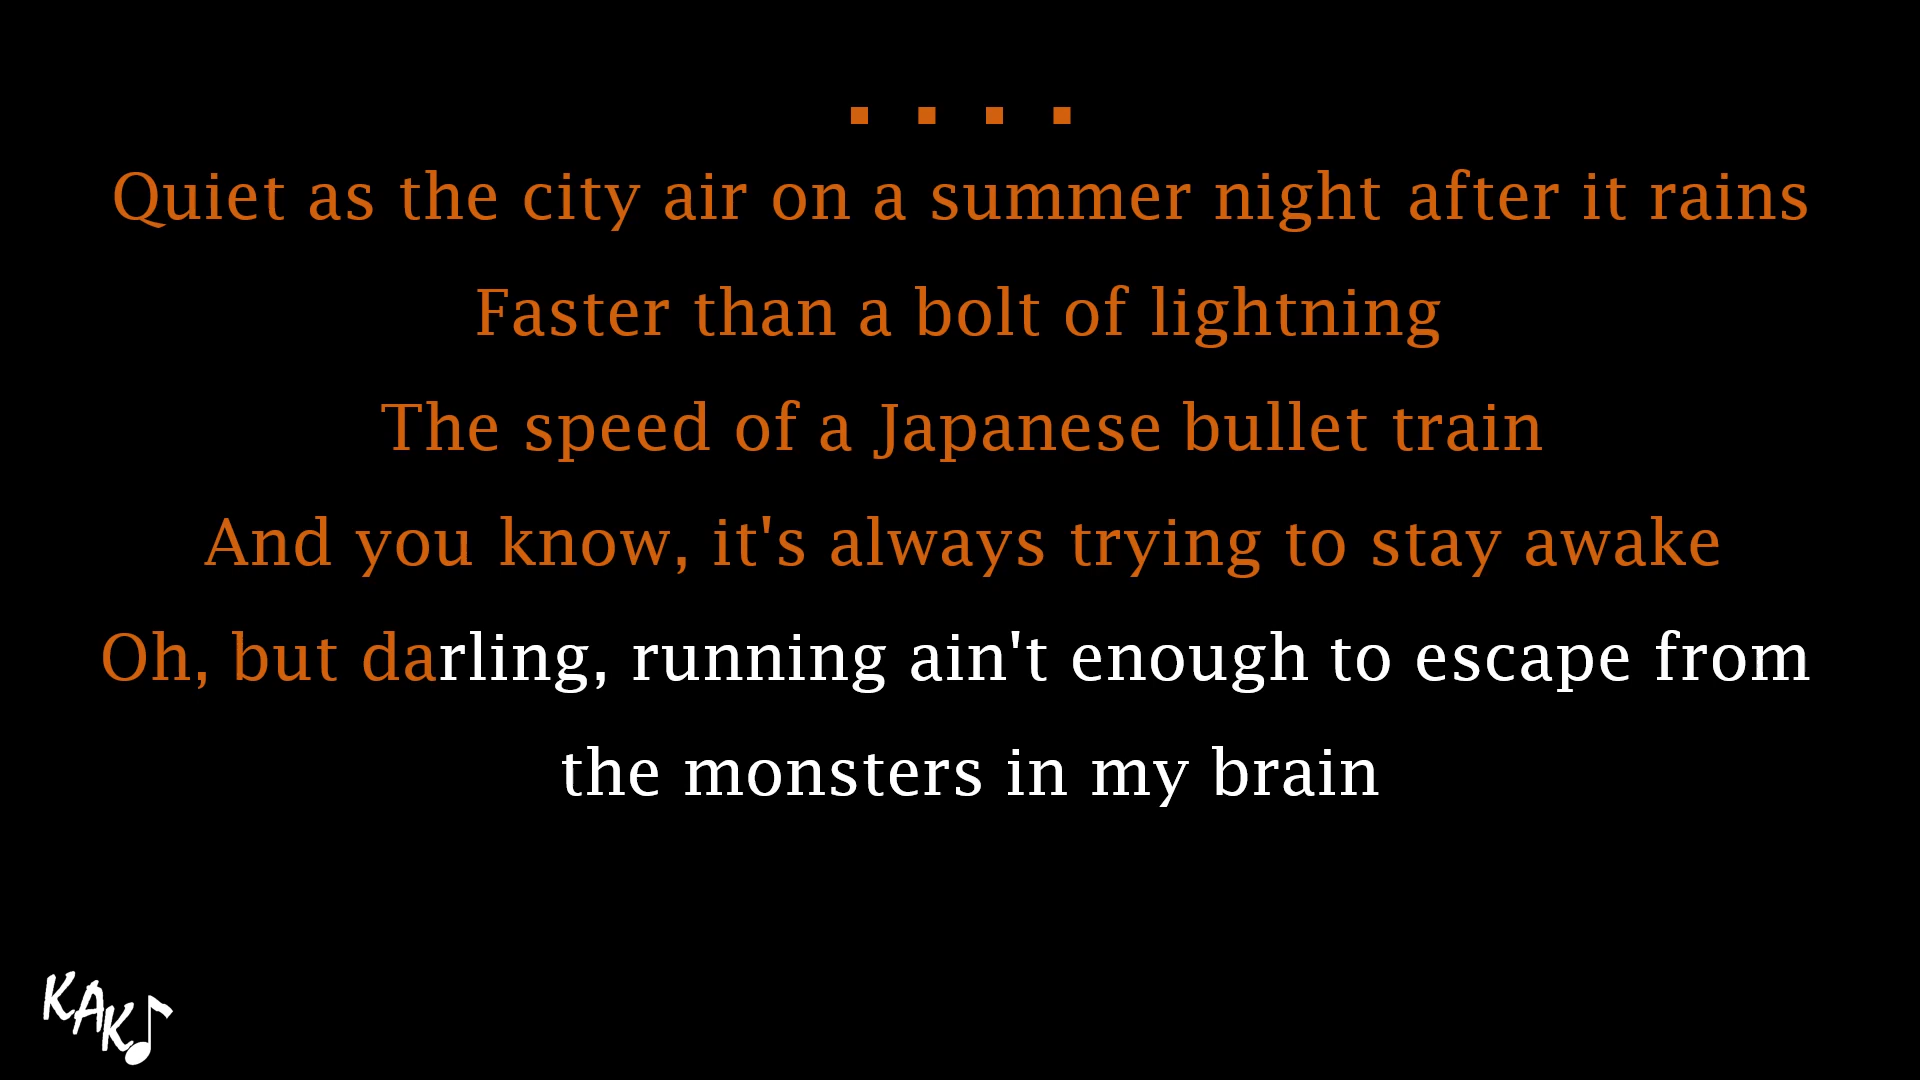 . . . .
Quiet as the city air on a summer night after it rains
Faster than a bolt of lightning
The speed of a Japanese bullet train
And you know, it's always trying to stay awake
Oh, but darling, running ain't enough to escape from
the monsters in my brain
KAK